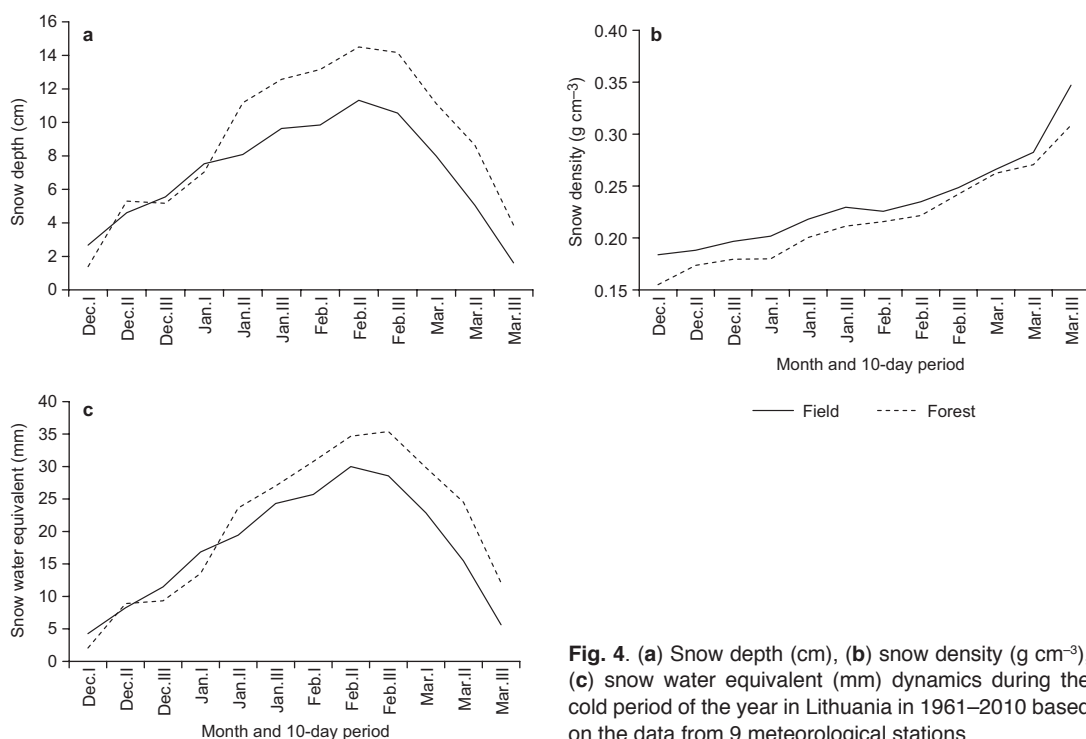 a
16
14
12
10
8
6
4
2
0
Snow depth (cm)
Dec.I
Dec.II
Dec.III
Jan.I
Jan.II
Jan.III
Feb.I
Feb.II
Feb.III
Mar.I
Mar.II
Mar.III
b
0.40
0.35
0.30
0.25
0.20
0.15
Snow density (g cm–3)
Dec.I
Dec.II
Dec.III
Jan.I
Jan.II
Jan.III
Feb.I
Feb.II
Feb.III
Mar.I
Mar.II
Mar.III
Month and 10-day period
Field
Forest
c
40
35
30
25
20
15
10
5
0
Snow water equivalent (mm)
Dec.I
Dec.II
Dec.III
Jan.I
Jan.II
Jan.III
Feb.I
Feb.II
Feb.III
Mar.I
Mar.II
Mar.III
Month and 10-day period
Fig. 4. (a) Snow depth (cm), (b) snow density (g cm–3)
(c) snow water equivalent (mm) dynamics during the
cold period of the year in Lithuania in 1961–2010 based
on the data from 9 meteorological stations